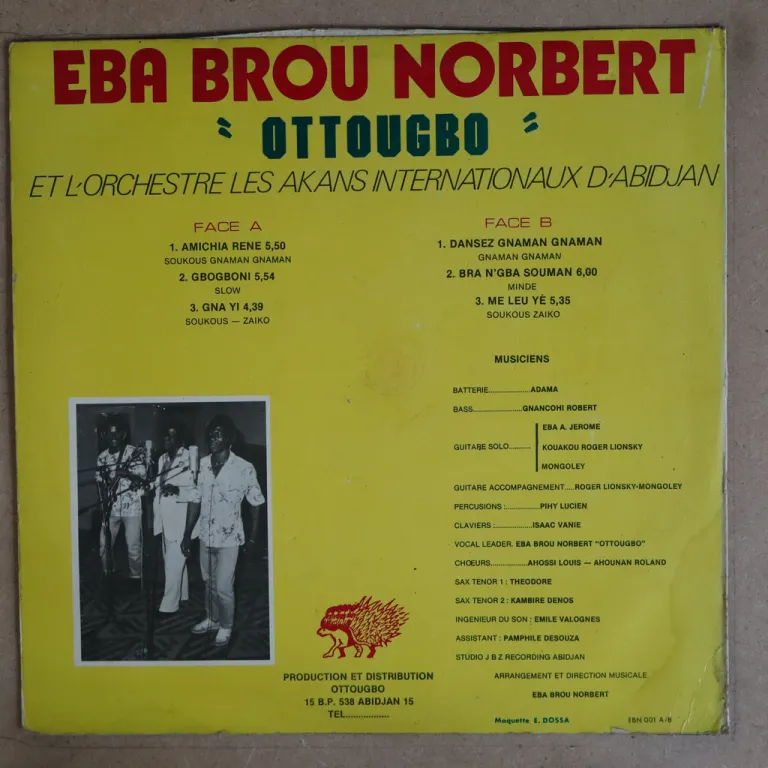 EBA BROU NORBERT
"OTTOUGBO"
ET L'ORCHESTRE LES AKANS INTERNATIONAUX D'ABIDJAN
FACE A
1. AMICHIA RENE 5,50
SOUKOUS GNAMAN GNAMAN
2. GBOGBONI 5,54
SLOW
3. GNA YI 4,39
SOUKOUS — ZAIKO
FACE B
1. DANSEZ GNAMAN GNAMAN
GNAMAN GNAMAN
2. BRA N'GBA SOUMAN 6,00
MINDE
3. ME LEU YÊ 5,35
SOUKOUS ZAIKO
MUSICIENS
BATTERIE..................ADAMA
BASS.....................GNANCOHI ROBERT
GUITARE SOLO......... EBA A. JEROME
KOUAKOU ROGER LIONSKY
MONGOLEY
GUITARE ACCOMPAGNEMENT....ROGER LIONSKY-MONGOLEY
PERCUSIONS :..............PIHY LUCIEN
CLAVIERS :................ISAAC VANIE
VOCAL LEADER. EBA BROU NORBERT "OTTOUGBO"
CHŒURS...............AHOSSI LOUIS — AHOUNAN ROLAND
SAX TENOR 1 : THEODORE
SAX TENOR 2 : KAMBIRE DENOS
INGENIEUR DU SON : EMILE VALOGNES
ASSISTANT : PAMPHILE DESOUZA
STUDIO J B Z RECORDING ABIDJAN
ARRANGEMENT ET DIRECTION MUSICALE
EBA BROU NORBERT
PRODUCTION ET DISTRIBUTION
OTTOUGBO
15 B.P. 538 ABIDJAN 15
TEL.................
Maquette E. DOSSA
EBN 001 A/B